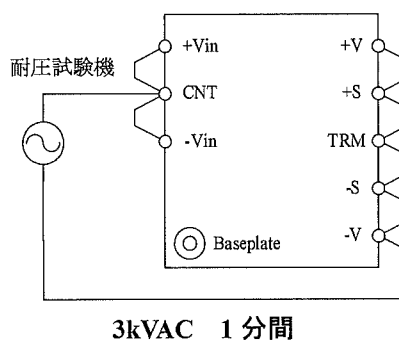 +Vin
+V
耐圧試験機
CNT
+S
-Vin
TRM
-S
Baseplate
-V
3kVAC 1分間